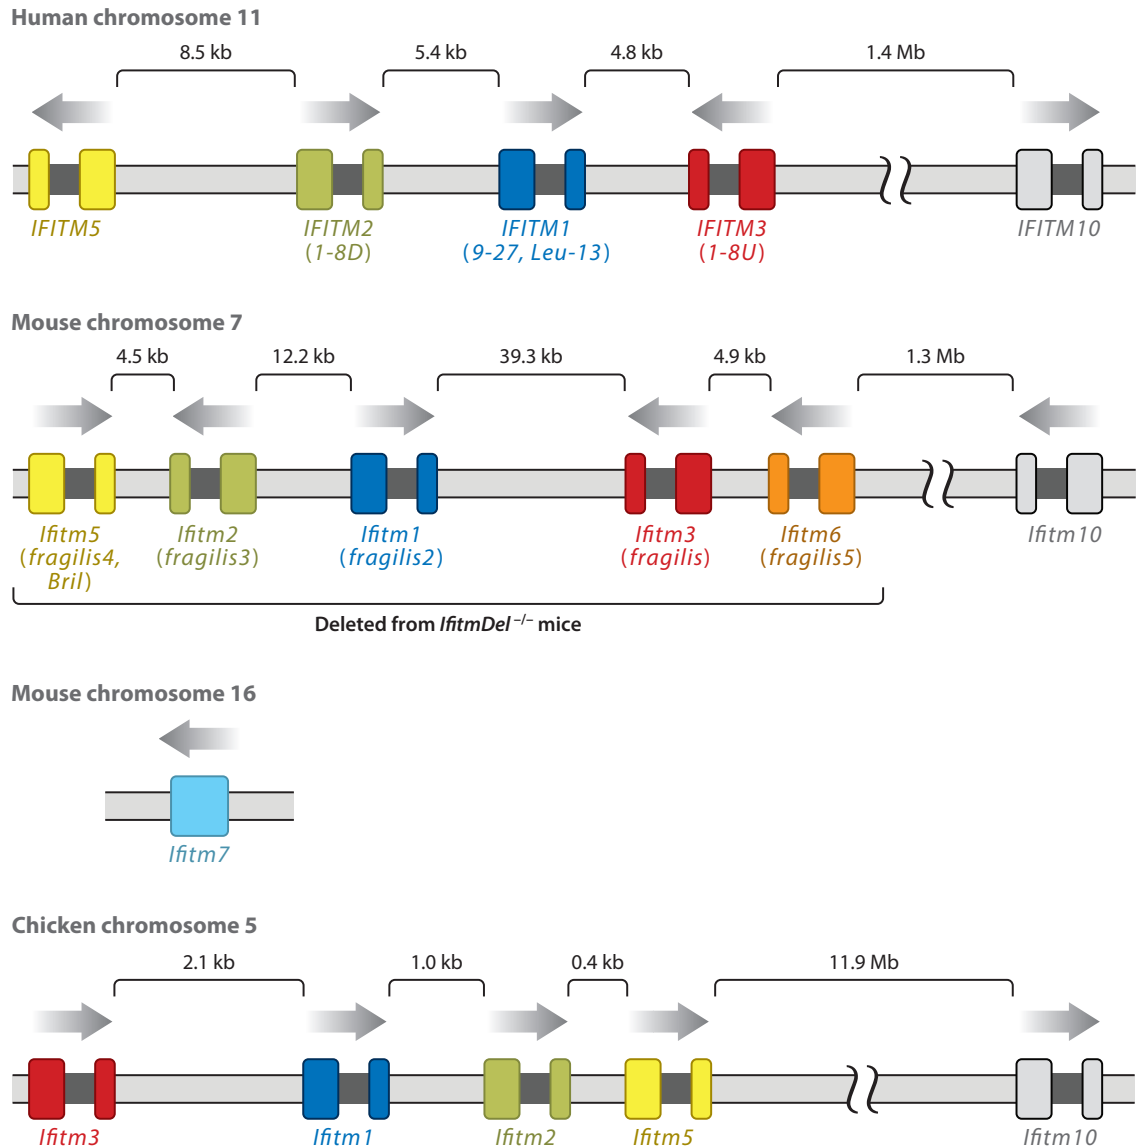 Human chromosome 11
8.5 kb 5.4 kb 4.8 kb 1.4 Mb
IFITM5 IFITM2 IFITM1 IFITM3 IFITM10
(1-8D) (9-27, Leu-13) (1-8U)
Mouse chromosome 7
4.5 kb 12.2 kb 39.3 kb 4.9 kb 1.3 Mb
Ifitm5 Ifitm2 Ifitm1 Ifitm3 Ifitm6 Ifitm10
(fragilis4, (fragilis3) (fragilis2) (fragilis) (fragilis5)
Bril)
Deleted from IfitmDel –/– mice
Mouse chromosome 16
Ifitm7
Chicken chromosome 5
2.1 kb 1.0 kb 0.4 kb 11.9 Mb
Ifitm3 Ifitm1 Ifitm2 Ifitm5 Ifitm10